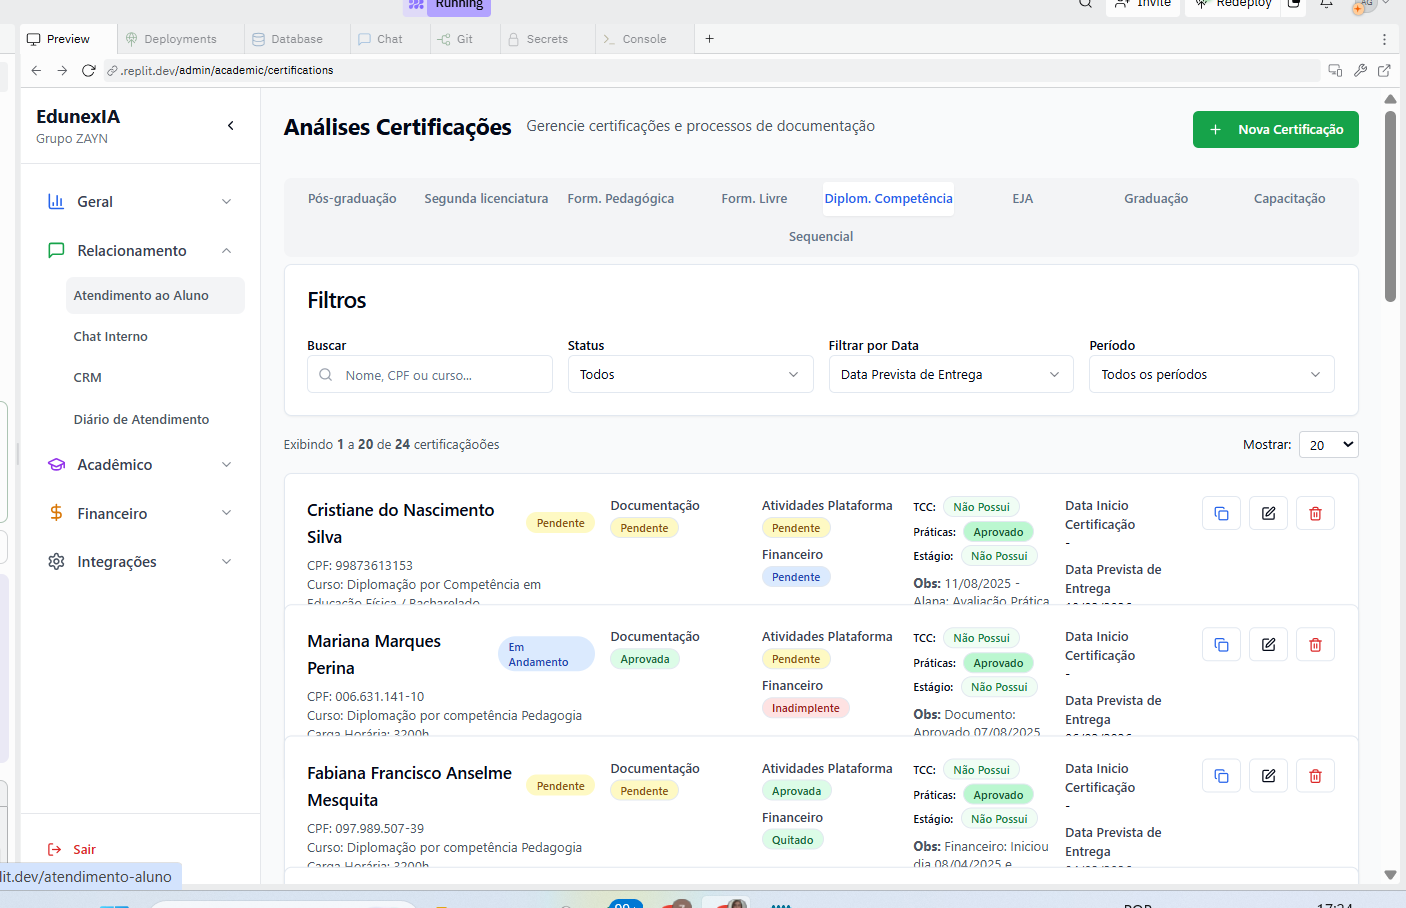 Running
Invite
Redeploy
AG
Preview
Deployments
Database
Chat
Git
Secrets
Console
.replit.dev/admin/academic/certifications
EdunexIA
Grupo ZAYN
Geral
Relacionamento
Atendimento ao Aluno
Chat Interno
CRM
Diário de Atendimento
Acadêmico
Financeiro
Integrações
Sair
lit.dev/atendimento-aluno
Análises Certificações
Gerencie certificações e processos de documentação
Nova Certificação
Pós-graduação
Segunda licenciatura
Form. Pedagógica
Form. Livre
Diplom. Competência
EJA
Graduação
Capacitação
Sequencial
Filtros
Buscar
Nome, CPF ou curso...
Status
Todos
Filtrar por Data
Data Prevista de Entrega
Período
Todos os períodos
Exibindo 1 a 20 de 24 certificaçãoões
Mostrar: 20
Cristiane do Nascimento
Silva
Pendente
CPF: 99873613153
Curso: Diplomação por Competência em
Educação Física / Bacharelado
Documentação
Pendente
Atividades Plataforma
Pendente
Financeiro
Pendente
TCC: Não Possui
Práticas: Aprovado
Estágio: Não Possui
Obs: 11/08/2025 -
Alana: Avaliação Prática
Data Inicio
Certificação
-
Data Prevista de
Entrega
Mariana Marques
Perina
Em
Andamento
CPF: 006.631.141-10
Curso: Diplomação por competência Pedagogia
Carga Horária: 3200h
Documentação
Aprovada
Atividades Plataforma
Pendente
Financeiro
Inadimplente
TCC: Não Possui
Práticas: Aprovado
Estágio: Não Possui
Obs: Documento:
Aprovado 07/08/2025
Data Inicio
Certificação
-
Data Prevista de
Entrega
Fabiana Francisco Anselme
Mesquita
Pendente
CPF: 097.989.507-39
Curso: Diplomação por competência Pedagogia
Carga Horária: 3200h
Documentação
Pendente
Atividades Plataforma
Aprovada
Financeiro
Quitado
TCC: Não Possui
Práticas: Aprovado
Estágio: Não Possui
Obs: Financeiro: Iniciou
dia 08/04/2025 e
Data Inicio
Certificação
-
Data Prevista de
Entrega
POR
17:24